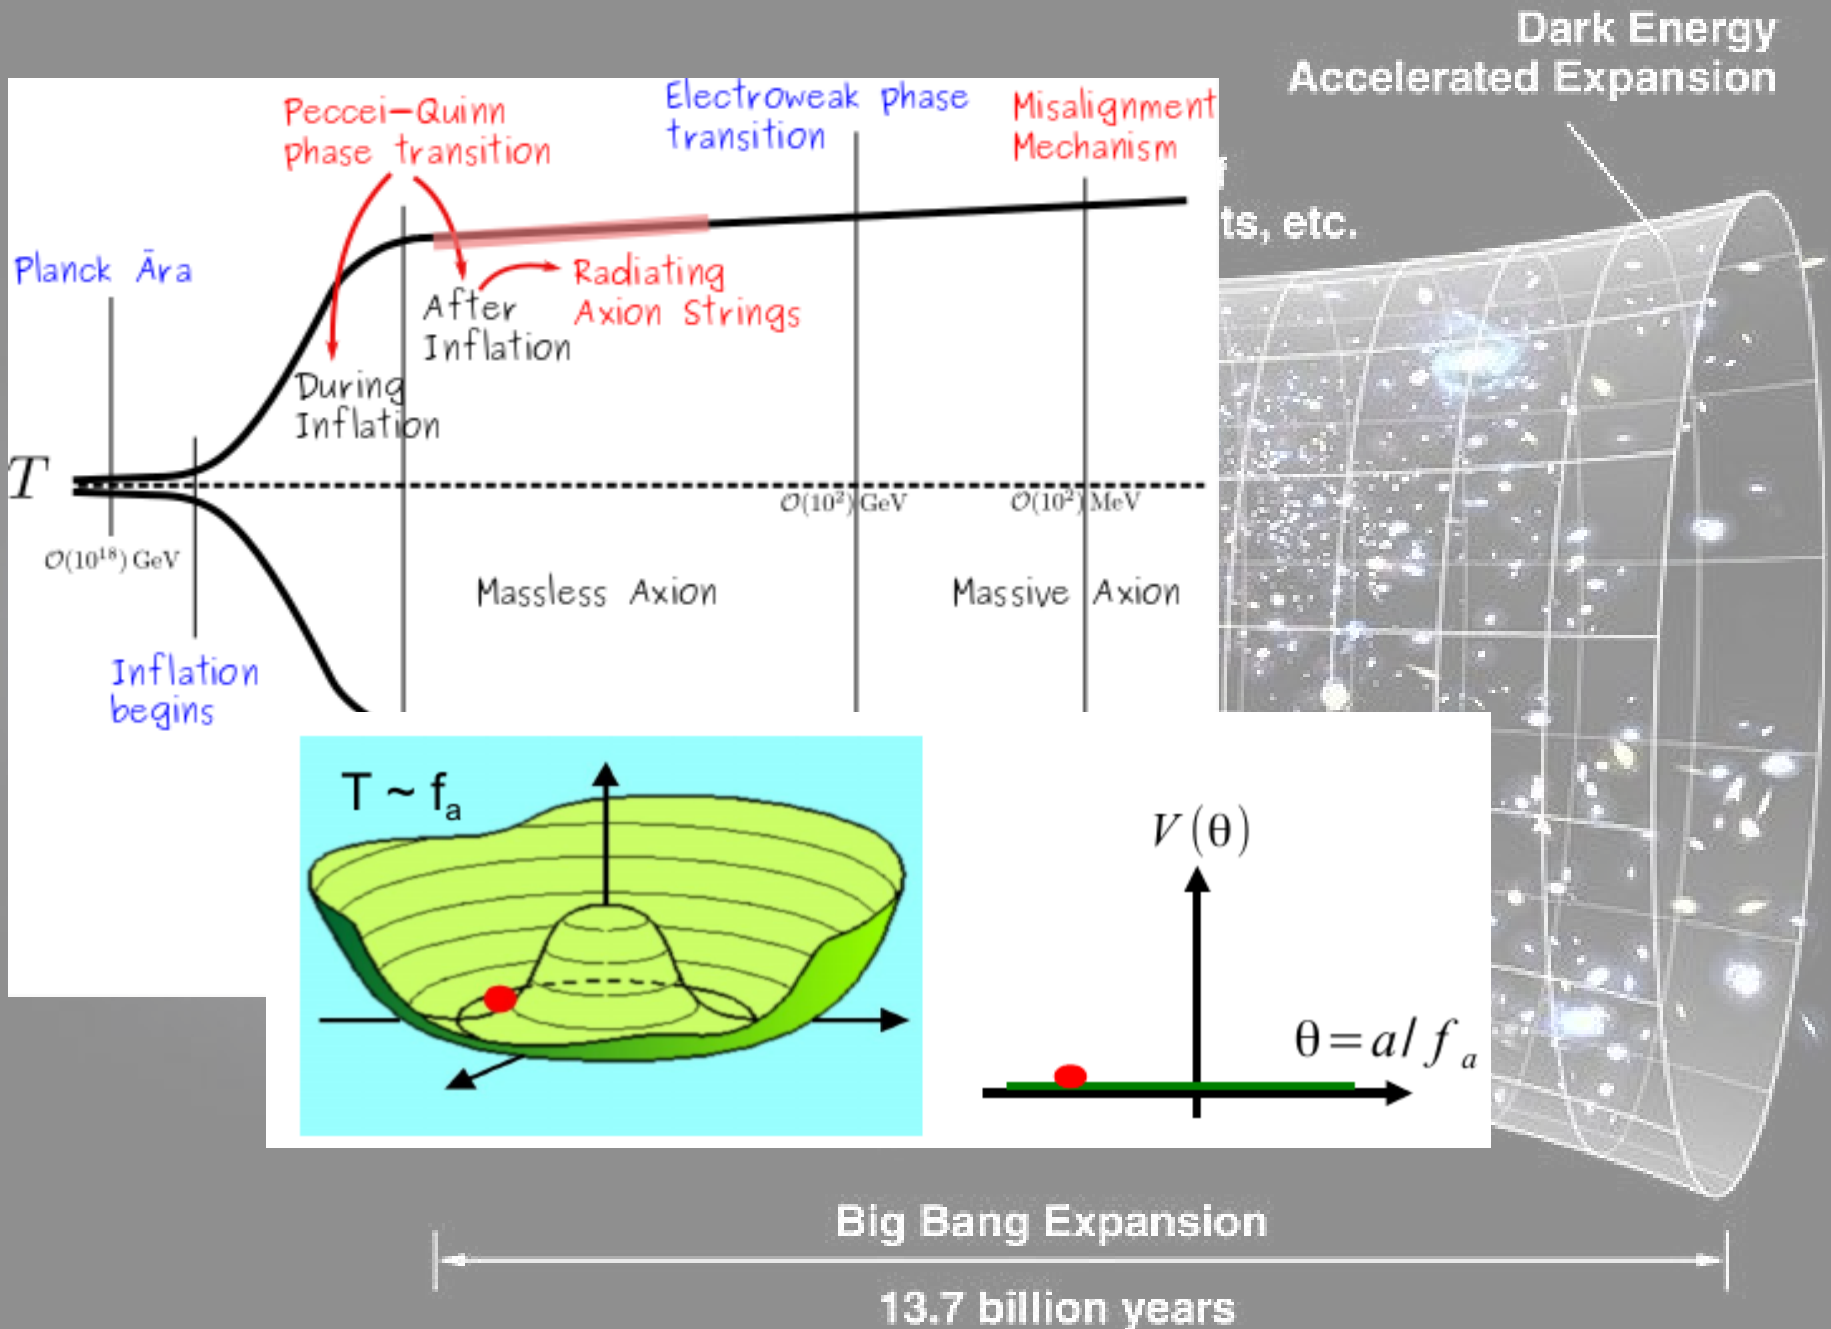 Dark Energy
Accelerated Expansion
ts, etc.
Peccei-Quinn
phase transition
Electroweak phase
transition
Misalignment
Mechanism
Planck Āra
After
Inflation
Radiating
Axion Strings
During
Inflation
T
O(10¹⁸) GeV
O(10²) GeV
O(10²) MeV
Massless Axion
Massive Axion
Inflation
begins
T ~ fₐ
V(θ)
θ=a/fₐ
Big Bang Expansion
13.7 billion years